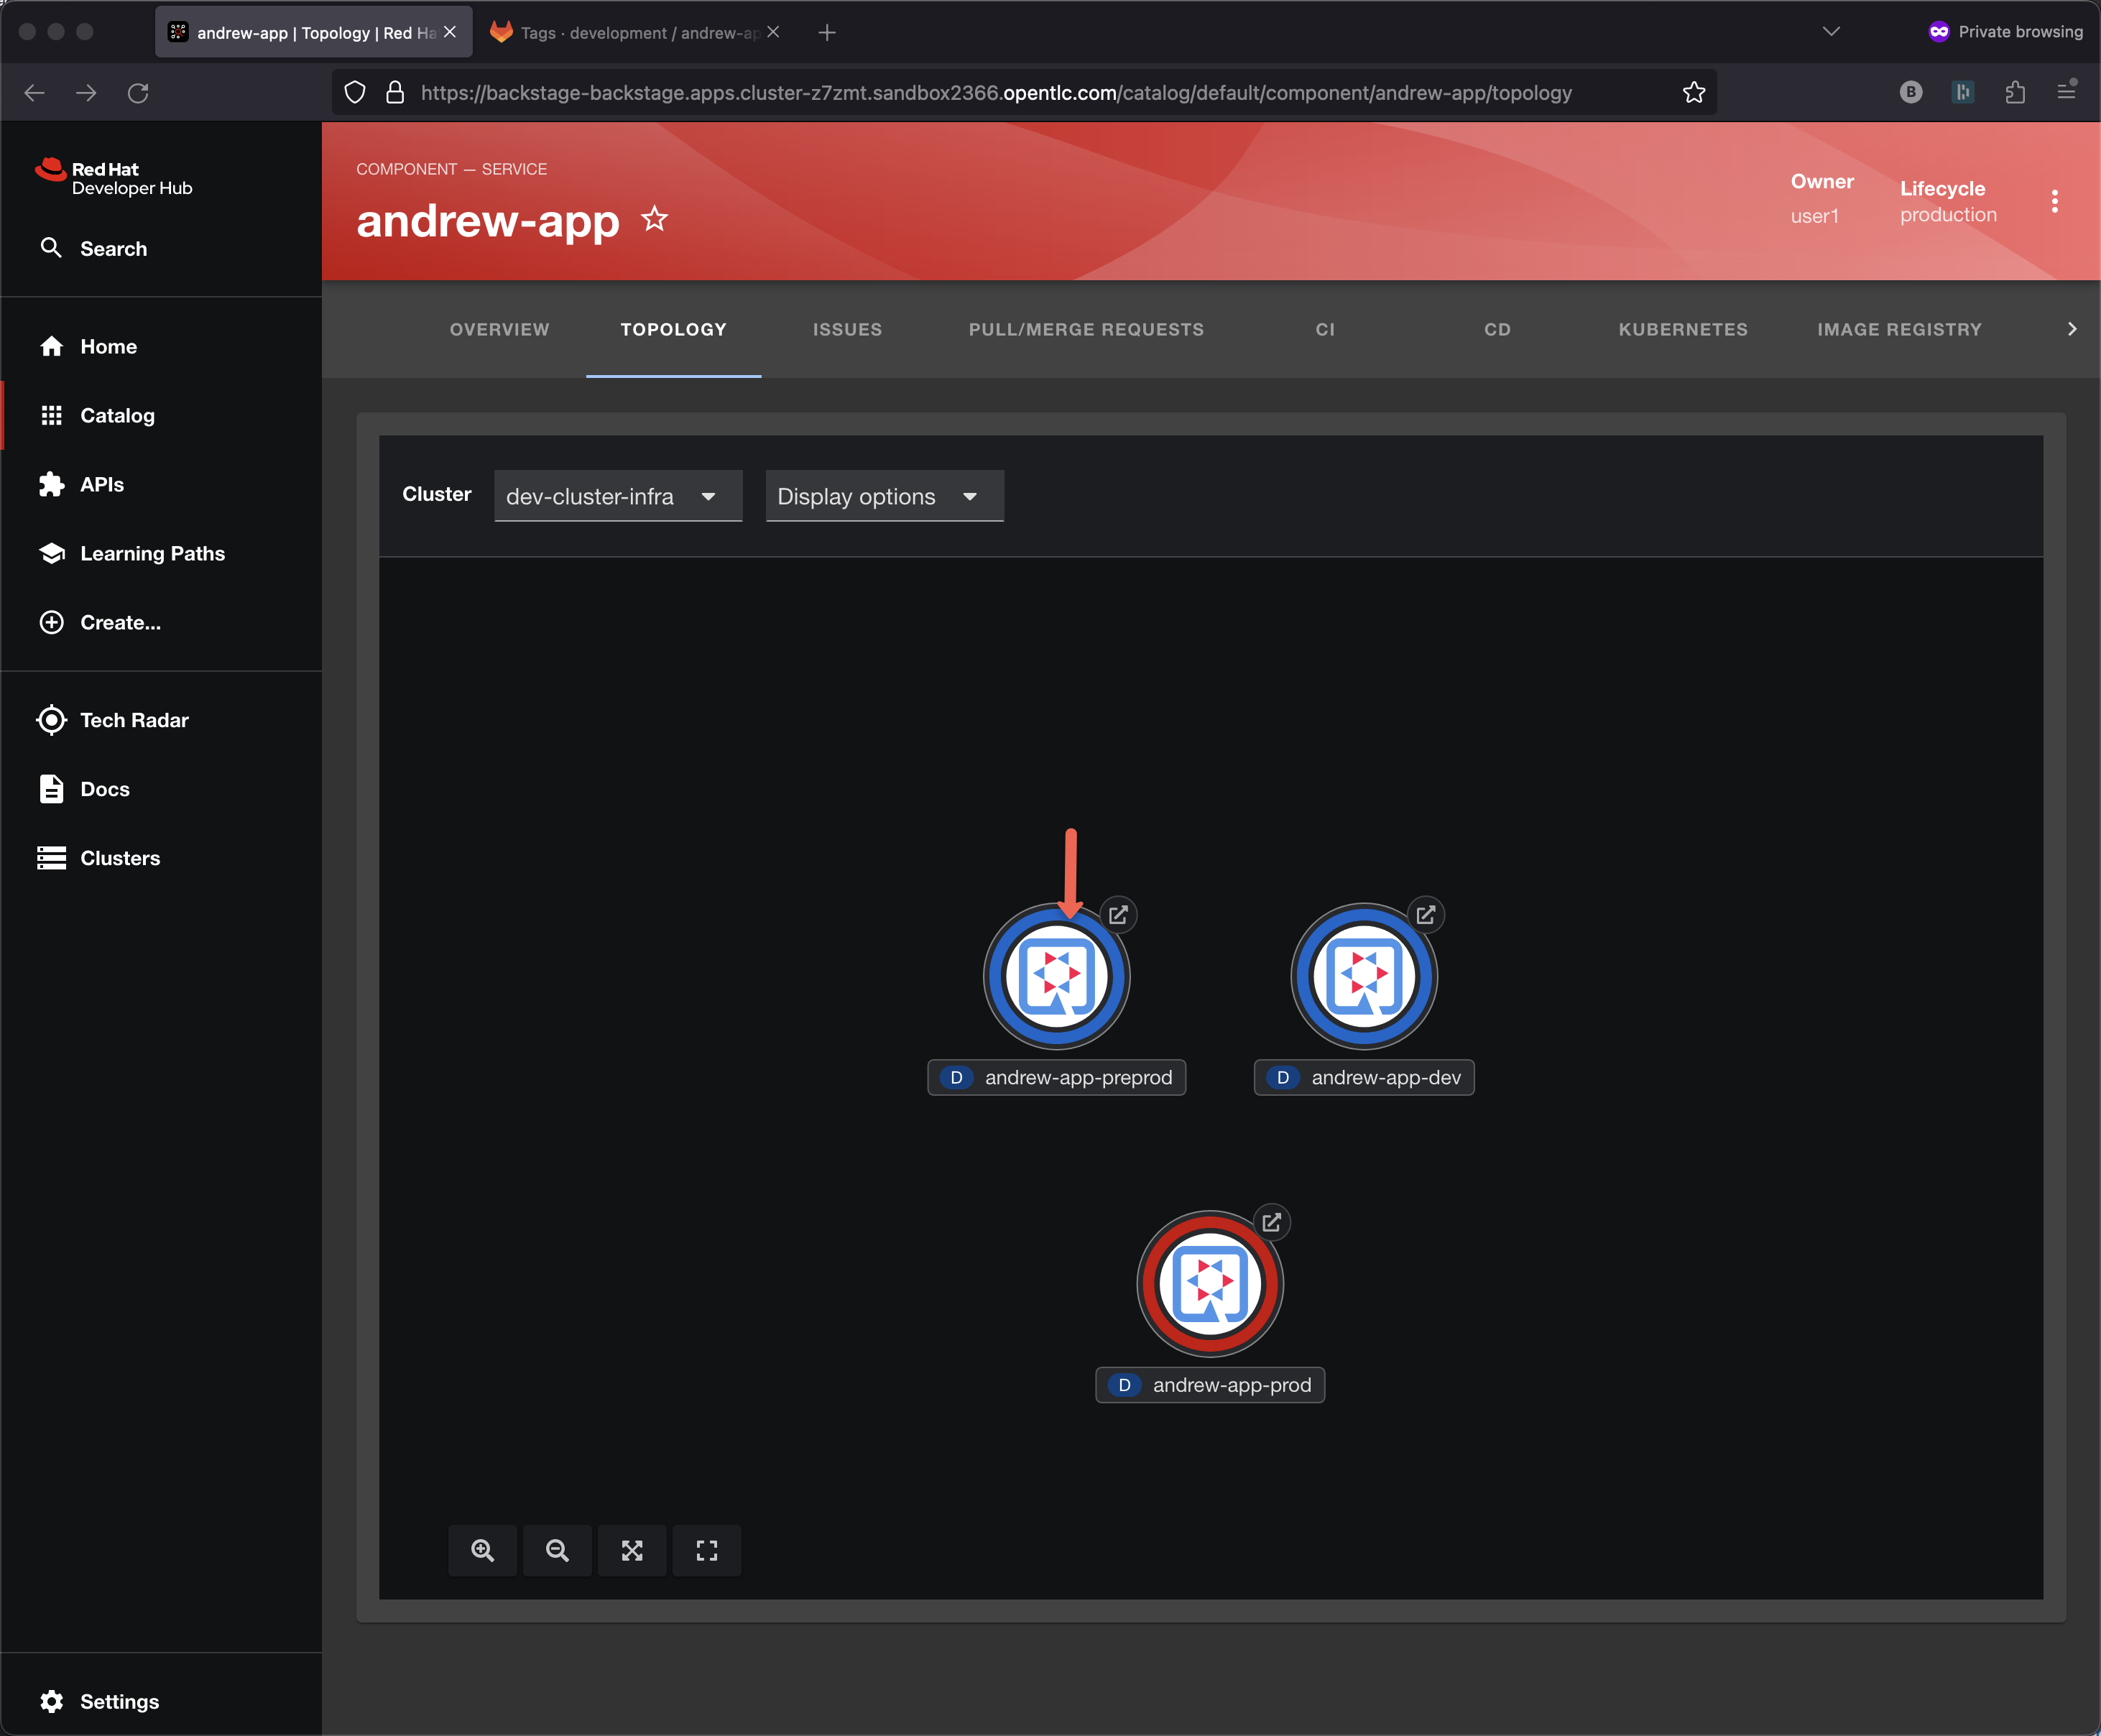 andrew-app | Topology | Red Ha
Tags · development / andrew-ap
Private browsing
https://backstage-backstage.apps.cluster-z7zmt.sandbox2366.opentlc.com/catalog/default/component/andrew-app/topology
B
Red Hat
Developer Hub
Search
Home
Catalog
APIs
Learning Paths
Create...
Tech Radar
Docs
Clusters
Settings
COMPONENT — SERVICE
andrew-app
Owner
user1
Lifecycle
production
OVERVIEW
TOPOLOGY
ISSUES
PULL/MERGE REQUESTS
CI
CD
KUBERNETES
IMAGE REGISTRY
Cluster
dev-cluster-infra
Display options
D andrew-app-preprod
D andrew-app-dev
D andrew-app-prod